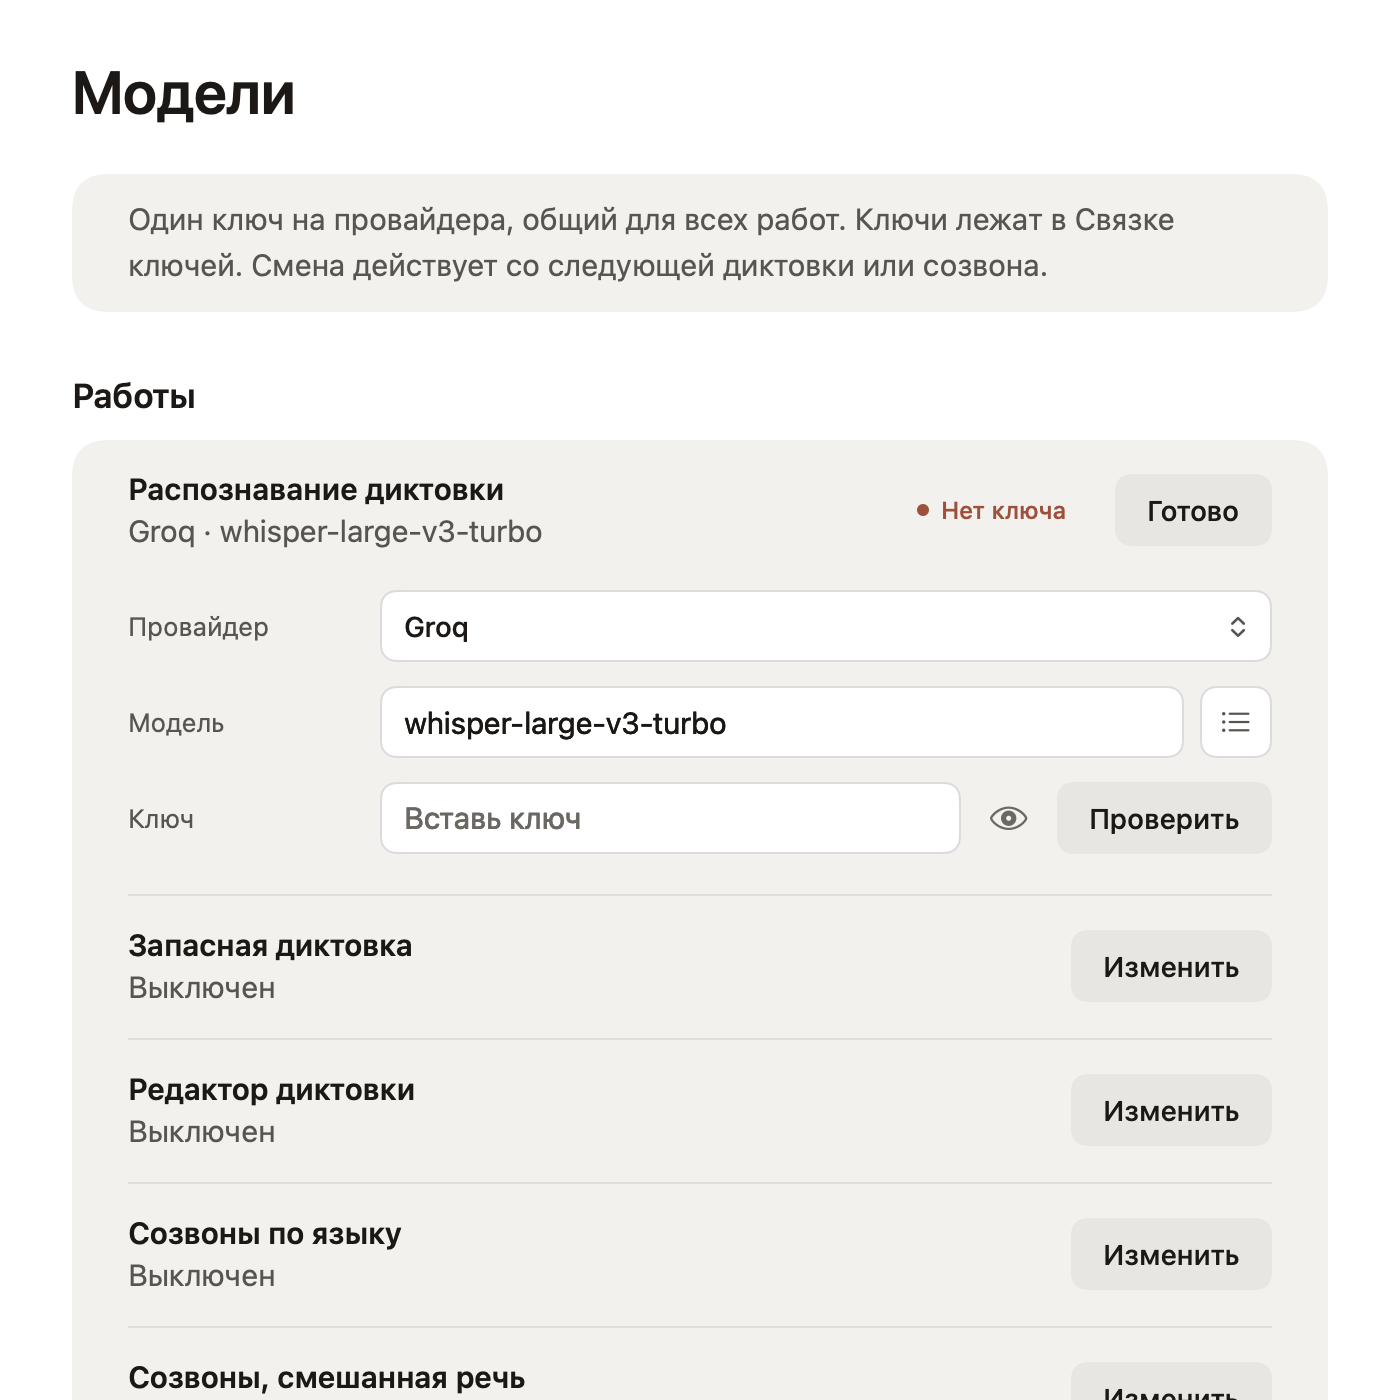 Модели
Один ключ на провайдера, общий для всех работ. Ключи лежат в Связке
ключей. Смена действует со следующей диктовки или созвона.
Работы
Распознавание диктовки
Groq · whisper-large-v3-turbo
Нет ключа
Готово
Провайдер
Groq
Модель
whisper-large-v3-turbo
Ключ
Вставь ключ
Проверить
Запасная диктовка
Выключен
Изменить
Редактор диктовки
Выключен
Изменить
Созвоны по языку
Выключен
Изменить
Созвоны, смешанная речь
Изменить